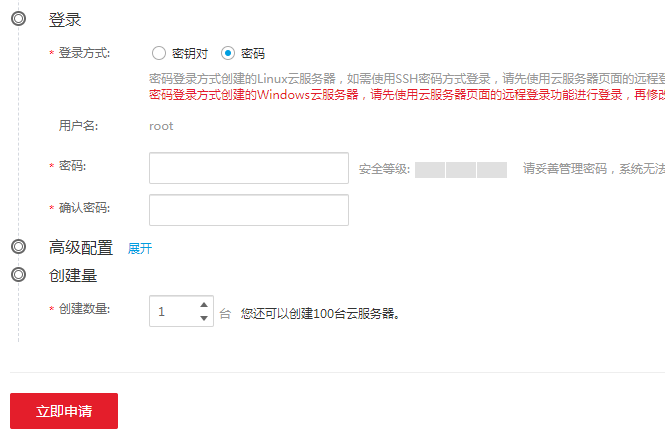 登录
* 登录方式: 密钥对 密码
密码登录方式创建的Linux云服务器，如需使用SSH密码方式登录，请先使用云服务器页面的远程登
密码登录方式创建的Windows云服务器，请先使用云服务器页面的远程登录功能进行登录，再修改
用户名: root
* 密码: 安全等级: 请妥善管理密码，系统无法
* 确认密码:
高级配置 展开
创建量
* 创建数量: 1 台 您还可以创建100台云服务器。
立即申请